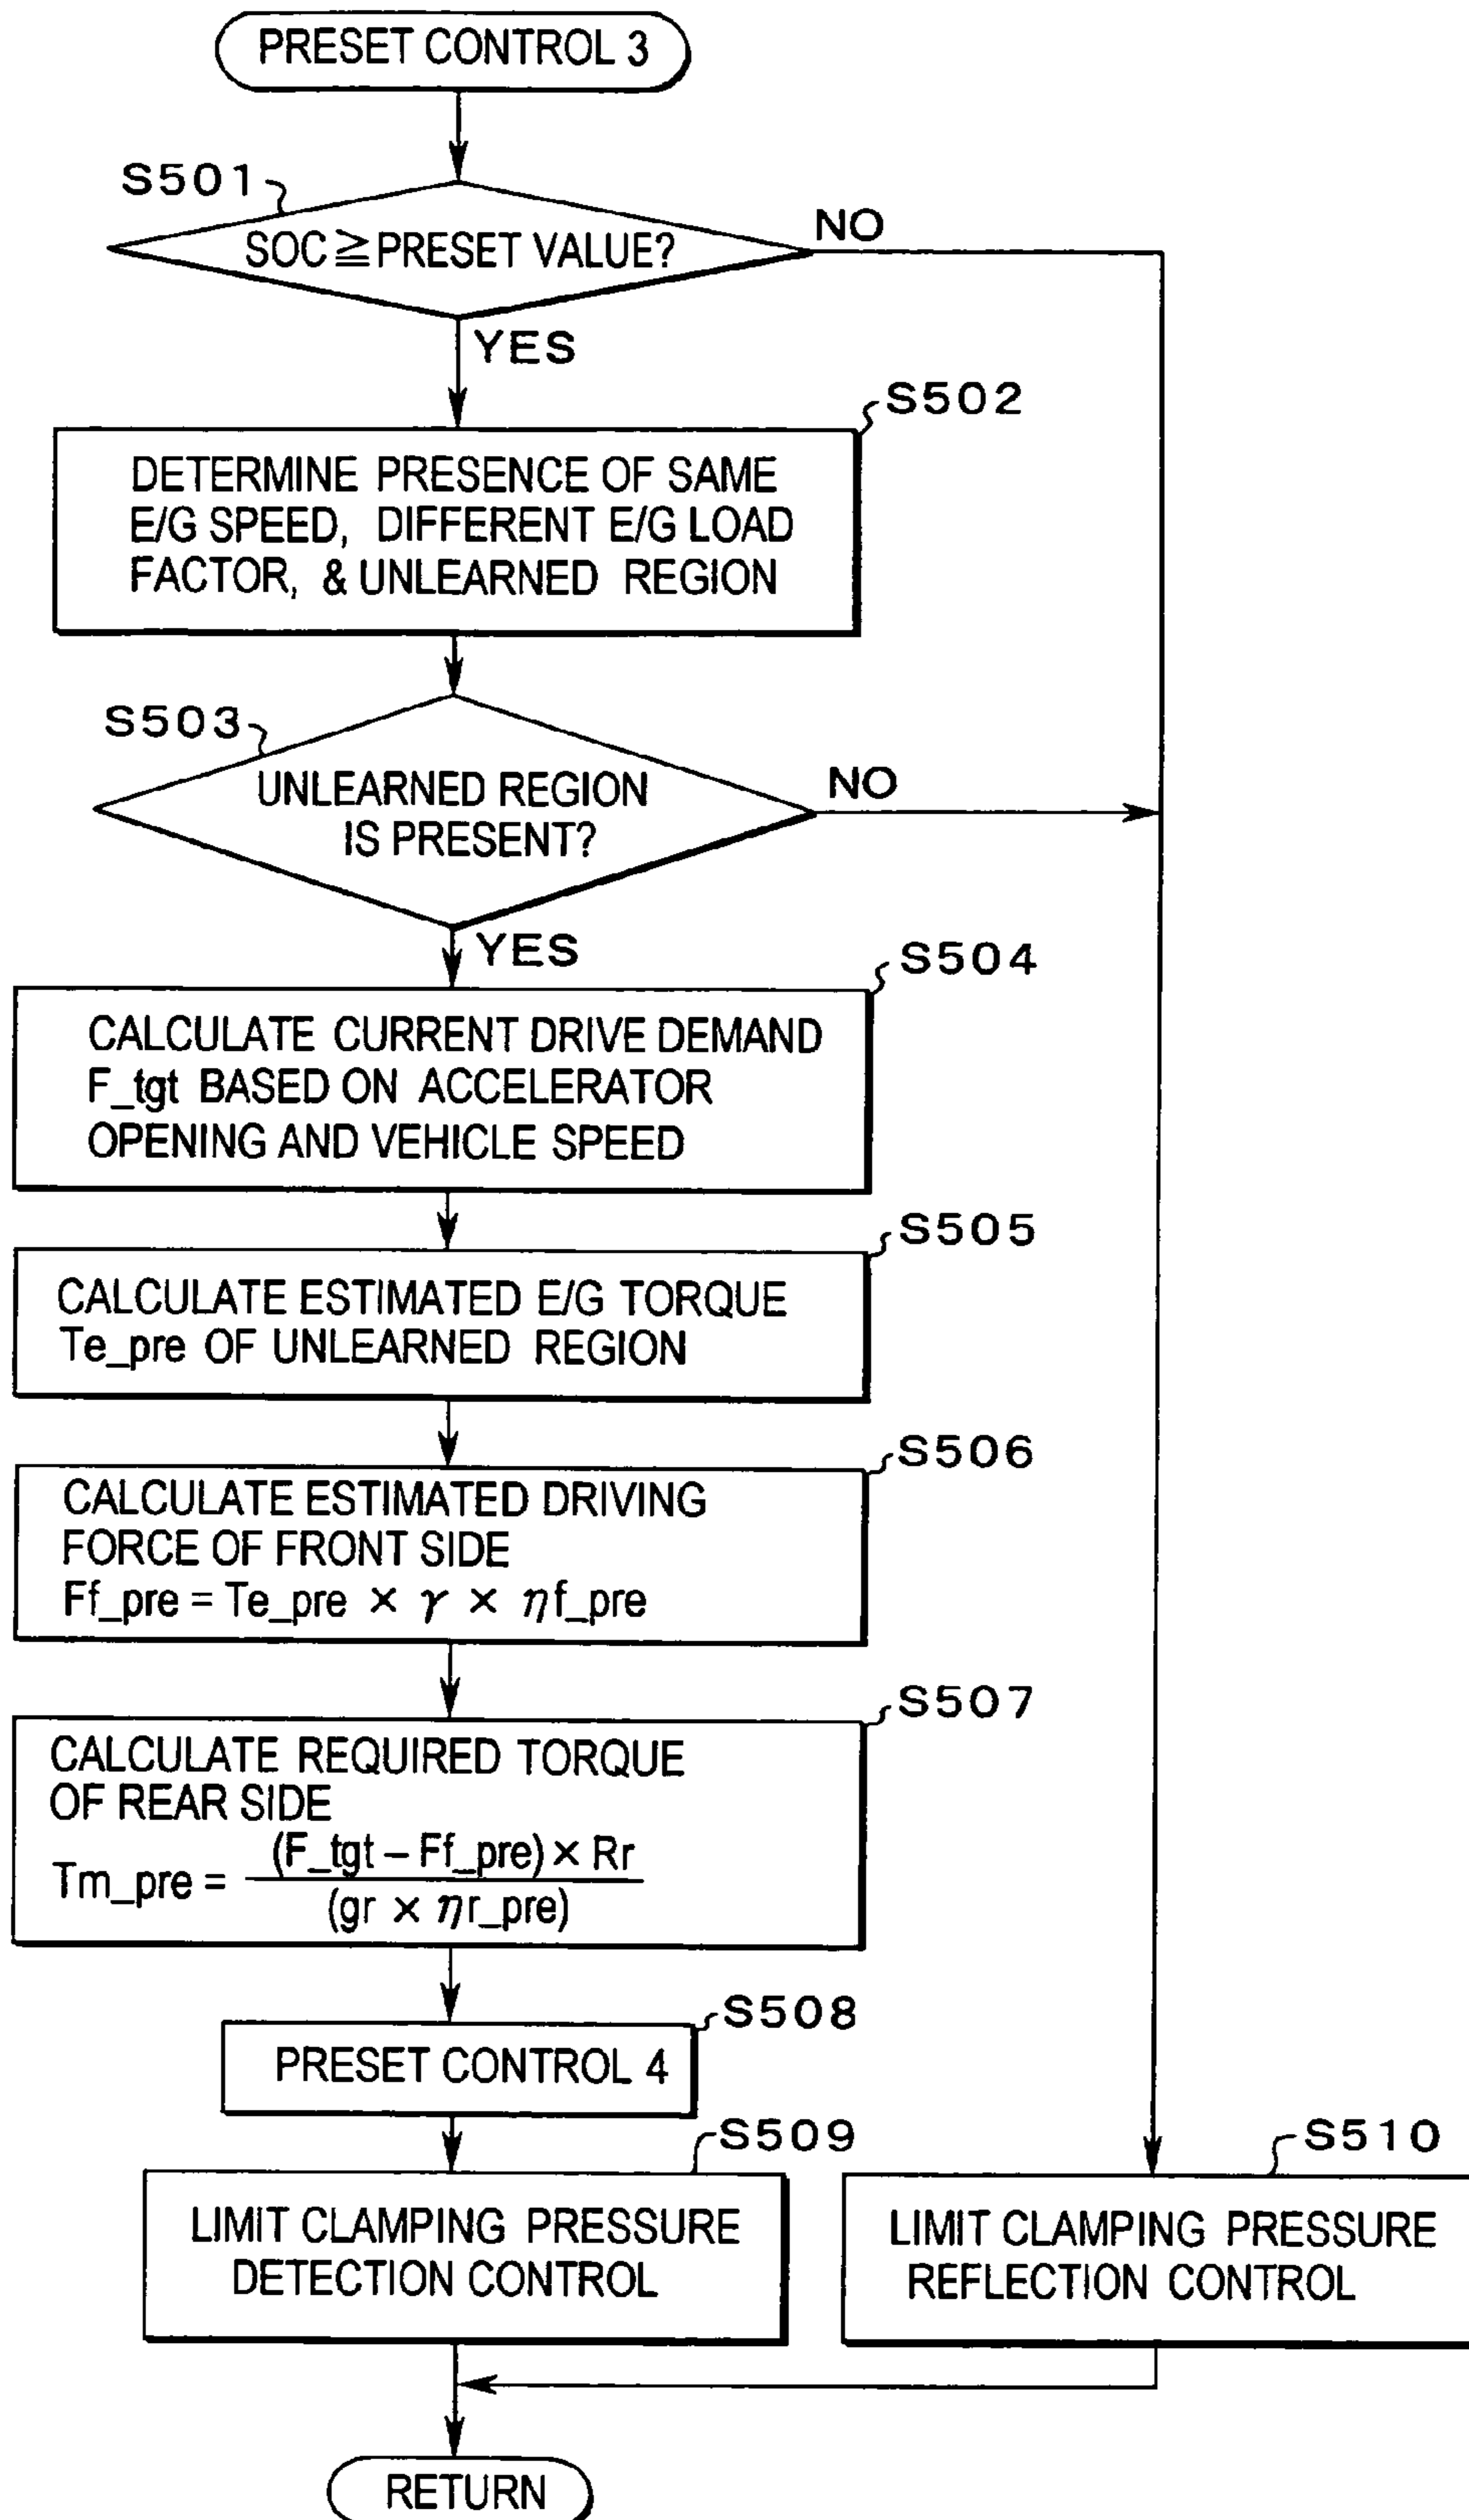 PRESET CONTROL 3
S501
SOC≧PRESET VALUE?
NO
YES
S502
DETERMINE PRESENCE OF SAME
E/G SPEED, DIFFERENT E/G LOAD
FACTOR, & UNLEARNED REGION
S503
UNLEARNED REGION
IS PRESENT?
NO
YES
S504
CALCULATE CURRENT DRIVE DEMAND
F_tgt BASED ON ACCELERATOR
OPENING AND VEHICLE SPEED
S505
CALCULATE ESTIMATED E/G TORQUE
Te_pre OF UNLEARNED REGION
S506
CALCULATE ESTIMATED DRIVING
FORCE OF FRONT SIDE
Ff_pre = Te_pre × γ × ηf_pre
S507
CALCULATE REQUIRED TORQUE
OF REAR SIDE
Tm_pre = (F_tgt – Ff_pre) × Rr
(gr × ηr_pre)
S508
PRESET CONTROL 4
S509
LIMIT CLAMPING PRESSURE
DETECTION CONTROL
S510
LIMIT CLAMPING PRESSURE
REFLECTION CONTROL
RETURN